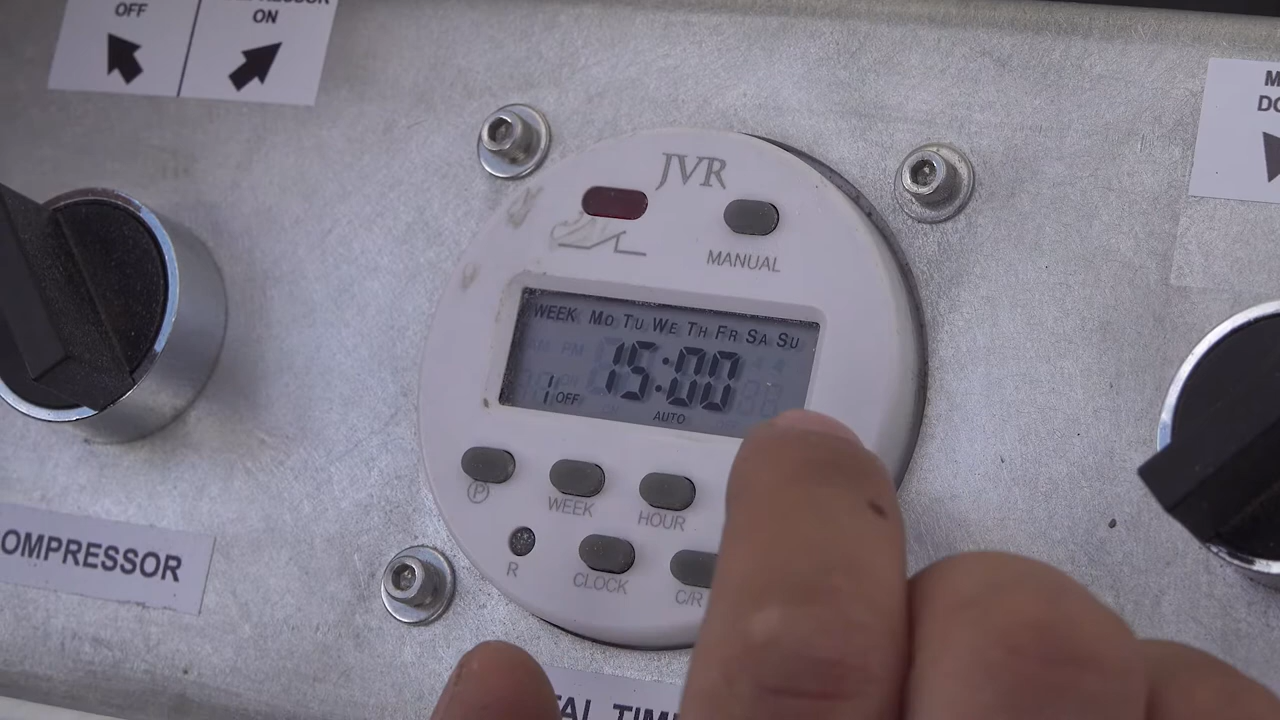 OFF
ON
JVR
MANUAL
WEEK MO TU WE TH FR SA SU
15:00
1 OFF
AUTO
P
WEEK
HOUR
R
CLOCK
C/R
OMPRESSOR